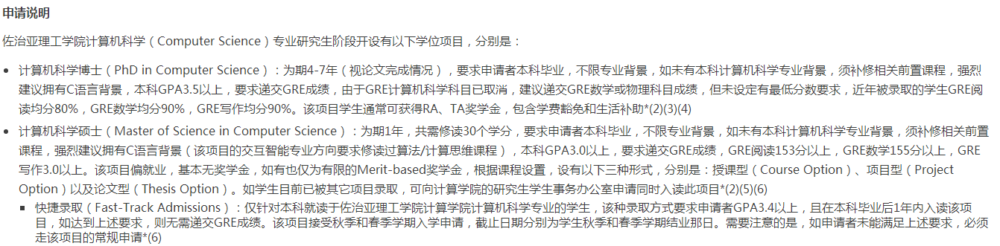 申请说明
佐治亚理工学院计算机科学（Computer Science）专业研究生阶段开设有以下学位项目，分别是：
计算机科学博士（PhD in Computer Science）：为期4-7年（视论文完成情况），要求申请者本科毕业，不限专业背景，如未有本科计算机科学专业背景，须补修相关前置课程，强烈
建议拥有C语言背景，本科GPA3.5以上，要求递交GRE成绩，由于GRE计算机科学科目已取消，建议递交GRE数学或物理科目成绩，但未设定有最低分数要求，近年被录取的学生GRE阅
读均分80%，GRE数学均分90%，GRE写作均分90%。该项目学生通常可获得RA、TA奖学金，包含学费豁免和生活补助*(2)(3)(4)
计算机科学硕士（Master of Science in Computer Science）：为期1年，共需修读30个学分，要求申请者本科毕业，不限专业背景，如未有本科计算机科学专业背景，须补修相关前置
课程，强烈建议拥有C语言背景（该项目的交互智能专业方向要求修读过算法/计算思维课程），本科GPA3.0以上，要求递交GRE成绩，GRE阅读153分以上，GRE数学155分以上，GRE
写作3.0以上。该项目偏就业，基本无奖学金，如有也仅为有限的Merit-based奖学金，根据课程设置，设有以下三种形式，分别是：授课型（Course Option）、项目型（Project
Option）以及论文型（Thesis Option）。如学生目前已被其它项目录取，可向计算学院的研究生学生事务办公室申请同时入读此项目*(2)(5)(6)
快捷录取（Fast-Track Admissions）：仅针对本科就读于佐治亚理工学院计算学院计算机科学专业的学生，该种录取方式要求申请者GPA3.4以上，且在本科毕业后1年内入读该项
目，如达到上述要求，则无需递交GRE成绩。该项目接受秋季和春季学期入学申请，截止日期分别为学生秋季和春季学期结业那日。需要注意的是，如申请者未能满足上述要求，必须
走该项目的常规申请*(6)